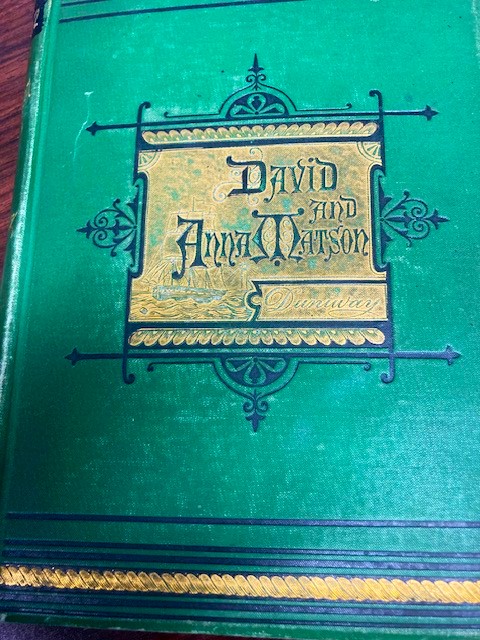 David
and
Anna Matson
Duniway